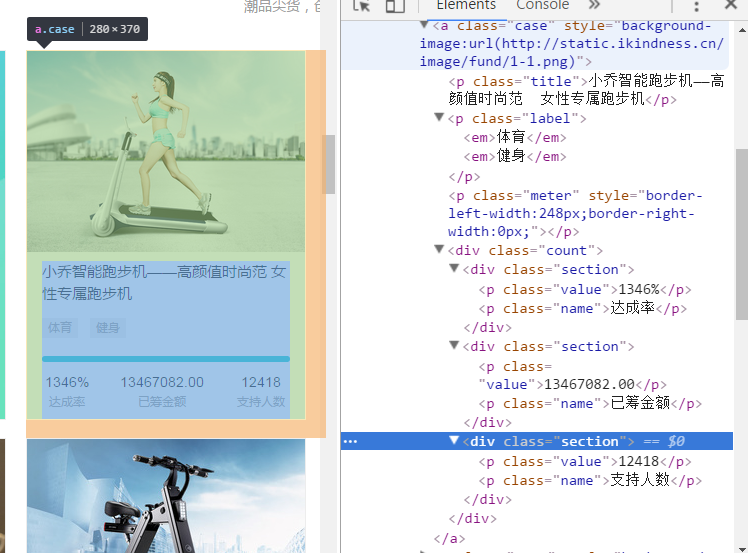 潮品尖货，创
a.case | 280×370
小乔智能跑步机——高颜值时尚范 女
性专属跑步机
体育 健身
1346% 13467082.00 12418
达成率 已筹金额 支持人数
Elements Console »
<a class="case" style="background-
image:url(http://static.ikindness.cn/
image/fund/1-1.png)">
<p class="title">小乔智能跑步机——高
颜值时尚范 女性专属跑步机</p>
<p class="label">
<em>体育</em>
<em>健身</em>
</p>
<p class="meter" style="border-
left-width:248px;border-right-
width:0px;"></p>
<div class="count">
<div class="section">
<p class="value">1346%</p>
<p class="name">达成率</p>
</div>
<div class="section">
<p class=
"value">13467082.00</p>
<p class="name">已筹金额</p>
</div>
<div class="section"> == $0
<p class="value">12418</p>
<p class="name">支持人数</p>
</div>
</div>
</a>